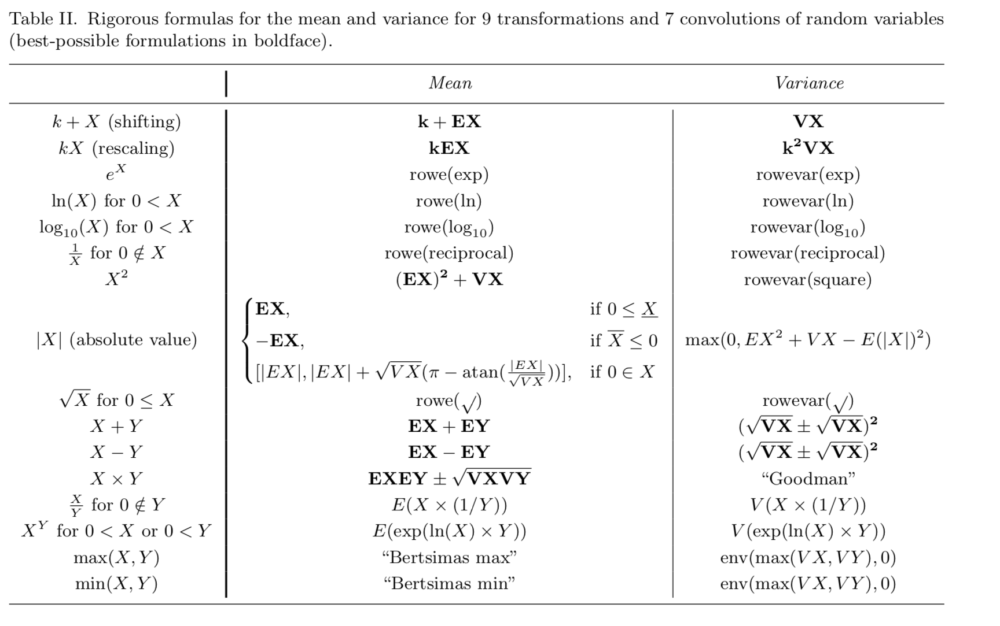 Table II. Rigorous formulas for the mean and variance for 9 transformations and 7 convolutions of random variables
(best-possible formulations in boldface).
Mean Variance
k + X (shifting) k + EX VX
kX (rescaling) kEX k²VX
e^X rowe(exp) rowevar(exp)
ln(X) for 0 < X rowe(ln) rowevar(ln)
log₁₀(X) for 0 < X rowe(log₁₀) rowevar(log₁₀)
1/X for 0 ∉ X rowe(reciprocal) rowevar(reciprocal)
X² (EX)² + VX rowevar(square)
EX, if 0 ≤ X̲
|X| (absolute value) −EX, if X̅ ≤ 0 max(0, EX² + VX − E(|X|)²)
[|EX|, |EX| + √VX(π − atan(|EX|/√VX))], if 0 ∈ X
√X for 0 ≤ X rowe(√) rowevar(√)
X + Y EX + EY (√VX ± √VX)²
X − Y EX − EY (√VX ± √VX)²
X × Y EXEY ± √VXVY “Goodman”
X/Y for 0 ∉ Y E(X × (1/Y)) V(X × (1/Y))
X^Y for 0 < X or 0 < Y E(exp(ln(X) × Y)) V(exp(ln(X) × Y))
max(X, Y) “Bertsimas max” env(max(VX, VY), 0)
min(X, Y) “Bertsimas min” env(max(VX, VY), 0)